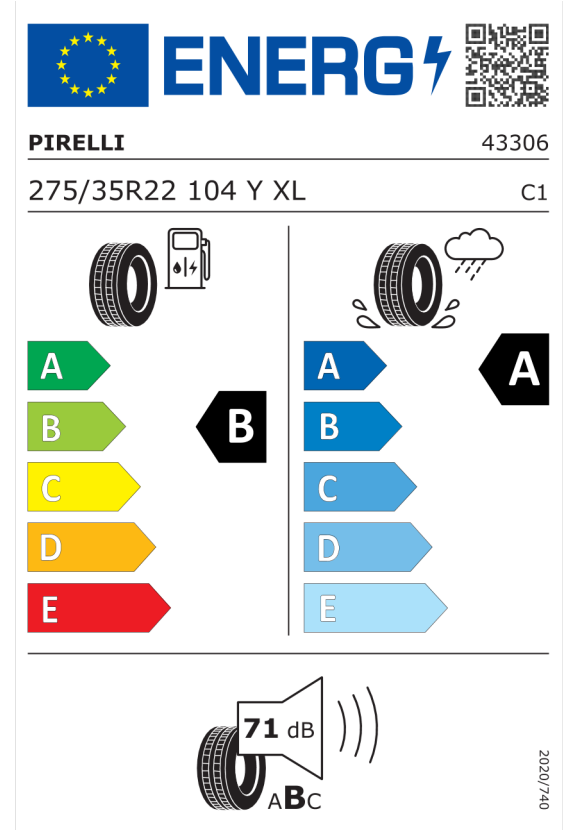 ENERG
PIRELLI 43306
275/35R22 104 Y XL C1
A A A
B B B
C C
D D
E E
71 dB
ABC
2020/740